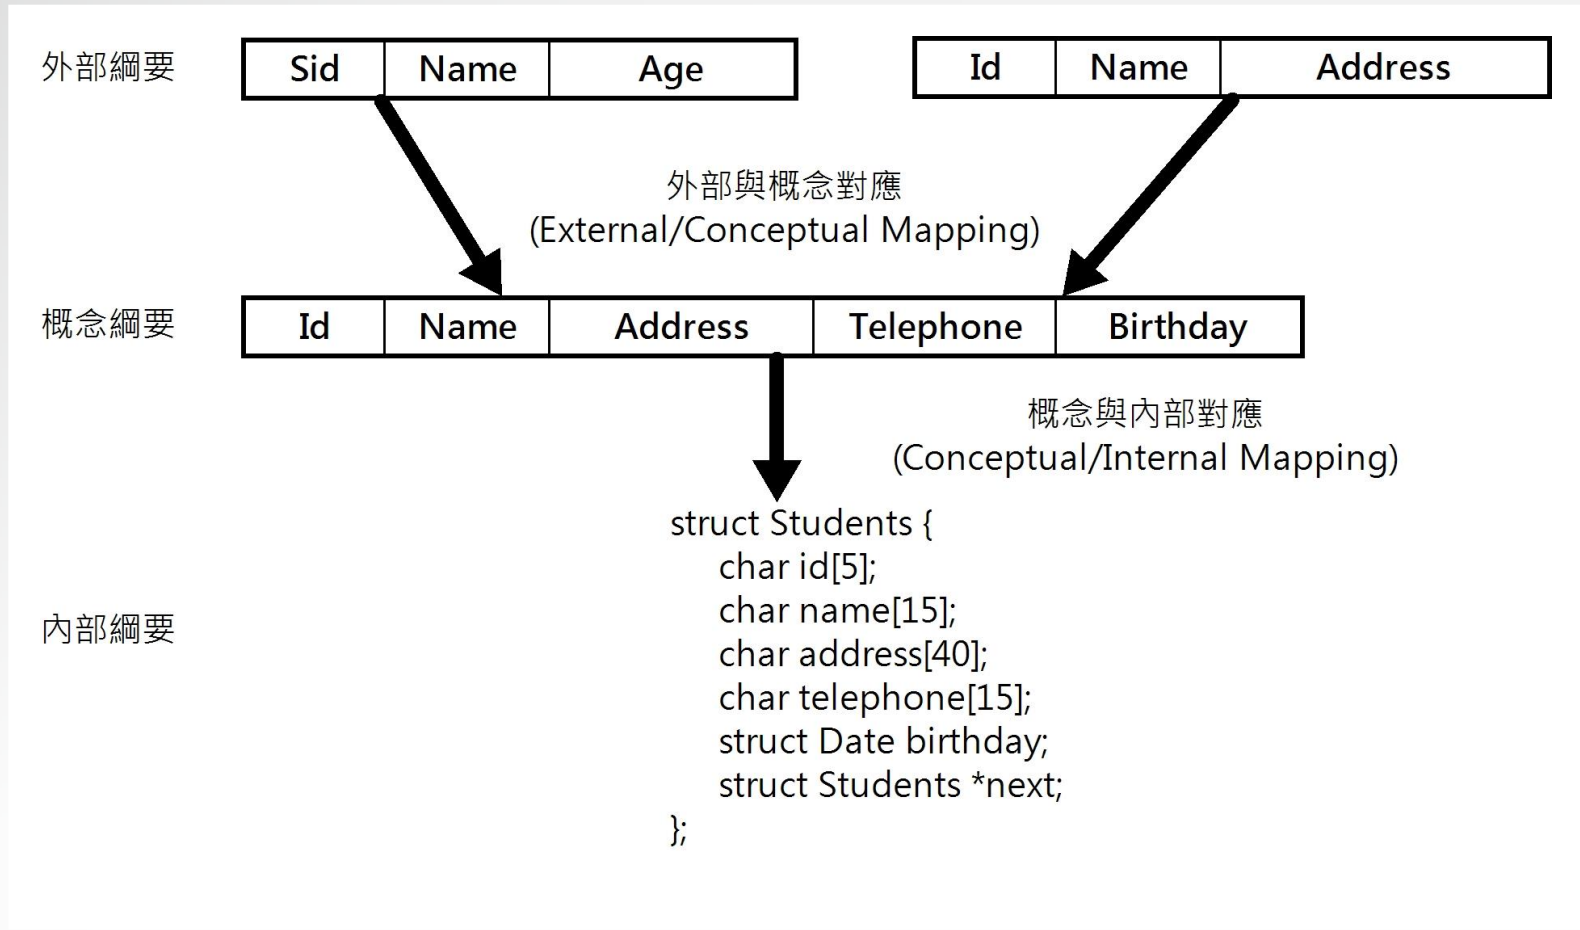 外部綱要
Sid Name Age
Id Name Address
外部與概念對應
(External/Conceptual Mapping)
概念綱要
Id Name Address Telephone Birthday
概念與內部對應
(Conceptual/Internal Mapping)
內部綱要
struct Students {
char id[5];
char name[15];
char address[40];
char telephone[15];
struct Date birthday;
struct Students *next;
};